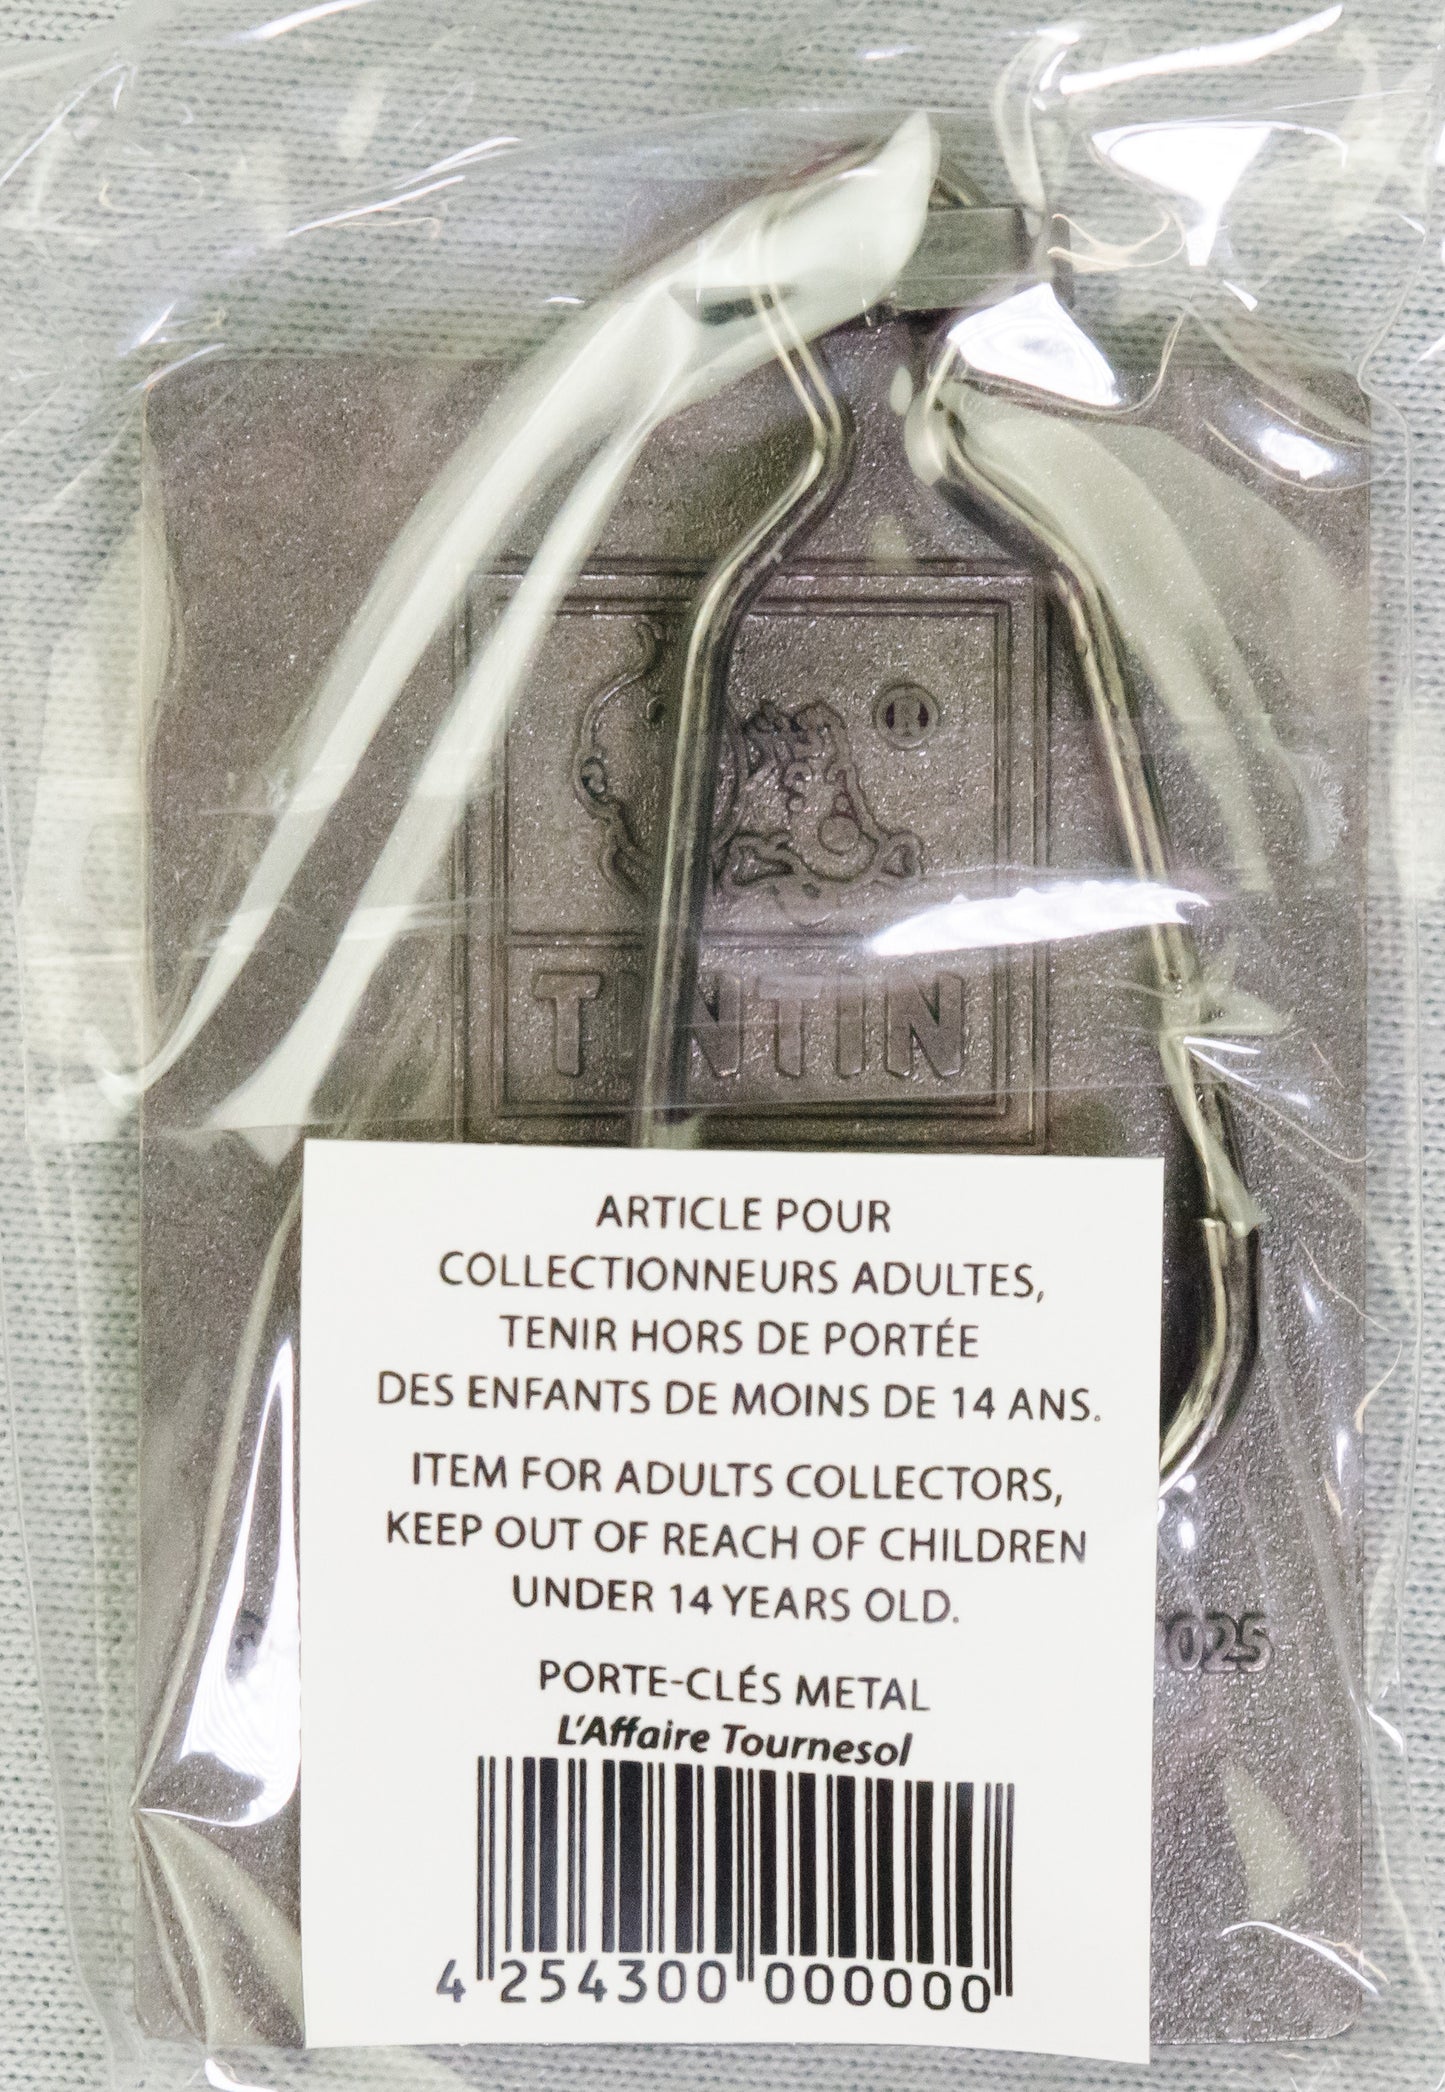 ®
TINTIN
ARTICLE POUR
COLLECTIONNEURS ADULTES,
TENIR HORS DE PORTÉE
DES ENFANTS DE MOINS DE 14 ANS.
ITEM FOR ADULTS COLLECTORS,
KEEP OUT OF REACH OF CHILDREN
UNDER 14 YEARS OLD.
2025
PORTE-CLÉS METAL
L'Affaire Tournesol
4 254300 000000